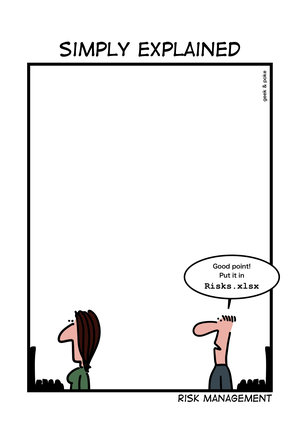 SIMPLY EXPLAINED
geek & poke
Good point!
Put it in
Risks.xlsx
RISK MANAGEMENT